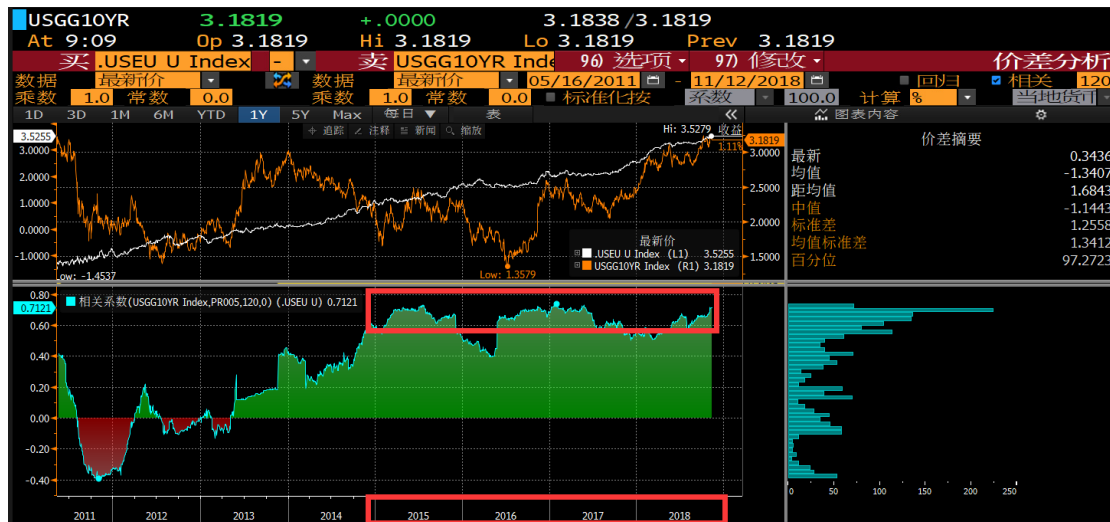 USGG10YR 3.1819 +.0000 3.1838 /3.1819
At 9:09 Op 3.1819 Hi 3.1819 Lo 3.1819 Prev 3.1819
买 .USEU U Index - 卖 USGG10YR Inde 96) 选项 97) 修改 价差分析
数据 最新价 数据 最新价 05/16/2011 - 11/12/2018 回归 相关 120
乘数 1.0 常数 0.0 乘数 1.0 常数 0.0 标准化按 系数 100.0 计算 % 当地货币
1D 3D 1M 6M YTD 1Y 5Y Max 每日 ▼ 表 « 图表内容
追踪 注释 新闻 缩放 Hi: 3.5279 收益
3.5255 3.1819
1.11%
3.0000 3.0000
2.0000 2.5000
1.0000
0.0000 2.0000
-1.0000 1.5000
最新价
.USEU U Index (L1) 3.5255
USGG10YR Index (R1) 3.1819
ow: -1.4537 Low: 1.3579
价差摘要
最新 0.3436
均值 -1.3407
距均值 1.6843
中值 -1.1443
标准差 1.2558
均值标准差 1.3412
百分位 97.2723
相关系数(USGG10YR Index,PR005,120,0) (.USEU U) 0.7121
0.80
0.7121
0.60
0.40
0.20
0.00
-0.20
-0.40
2011 2012 2013 2014 2015 2016 2017 2018
0 50 100 150 200 250